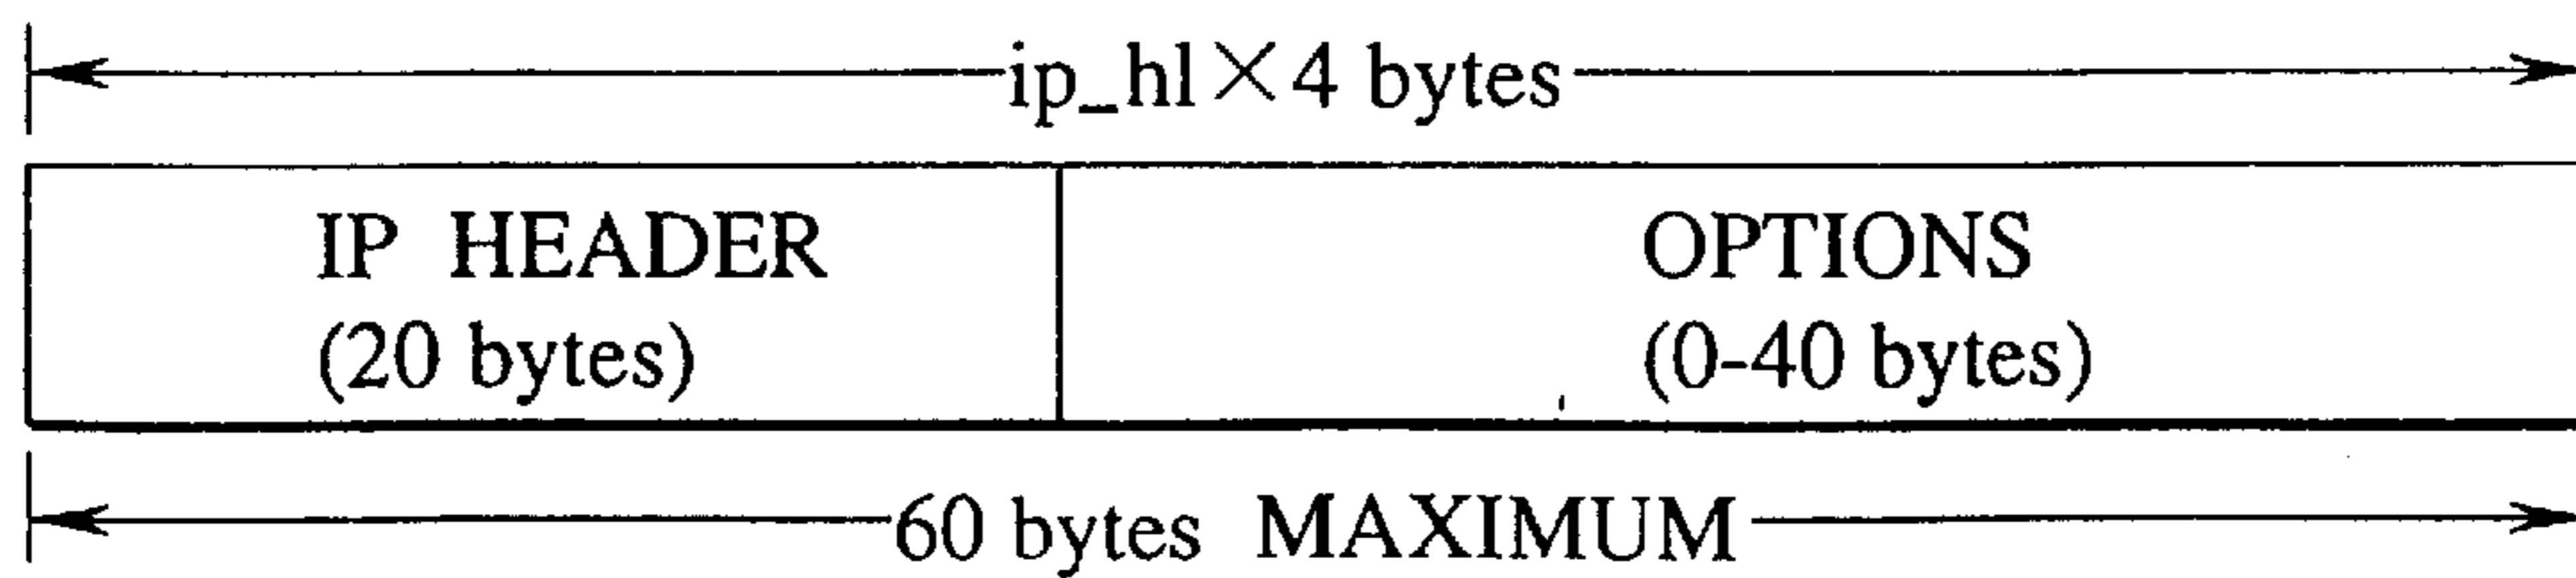 ip_hl×4 bytes
IP HEADER
(20 bytes)
OPTIONS
(0-40 bytes)
60 bytes MAXIMUM